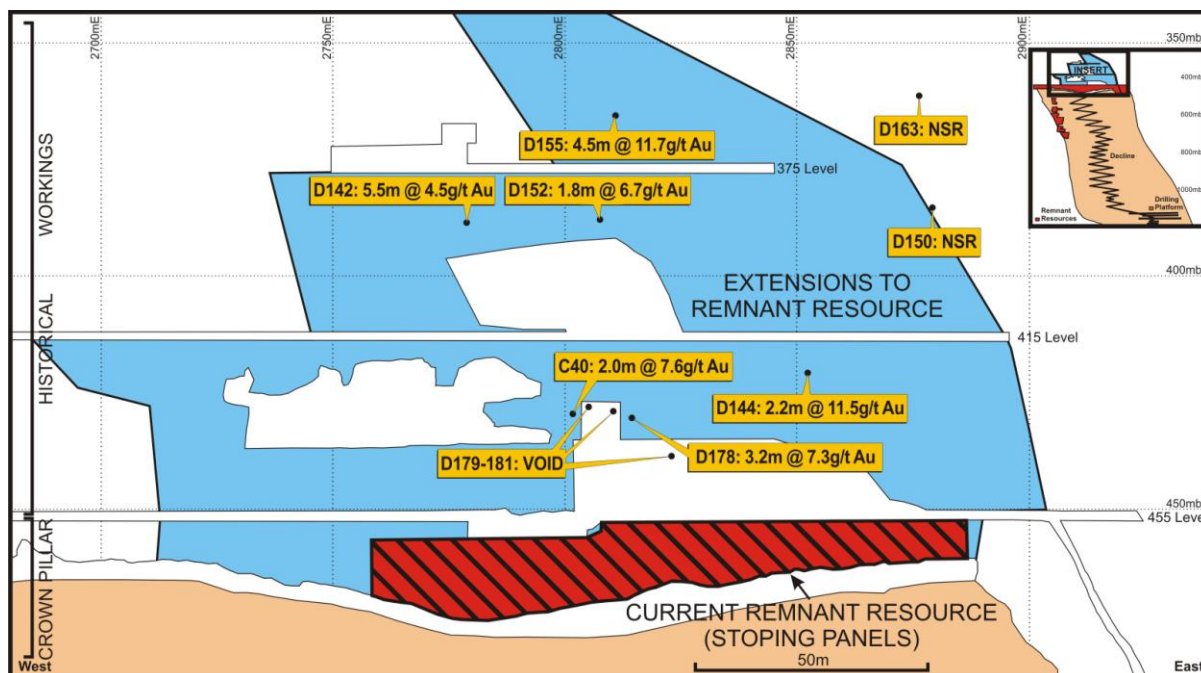 2700mE
2750mE
2800mE
2850mE
2900mE
350mb
INSERT
400mb
600mb
800mb
1000mb
Decline
Drilling
Platform
Remnant
Resources
D163: NSR
D155: 4.5m @ 11.7g/t Au
375 Level
D142: 5.5m @ 4.5g/t Au
D152: 1.8m @ 6.7g/t Au
D150: NSR
400mb
EXTENSIONS TO
REMNANT RESOURCE
415 Level
C40: 2.0m @ 7.6g/t Au
D144: 2.2m @ 11.5g/t Au
D179-181: VOID
D178: 3.2m @ 7.3g/t Au
450mb
455 Level
HISTORICAL WORKINGS
CROWN PILLAR
CURRENT REMNANT RESOURCE
(STOPING PANELS)
50m
West
East